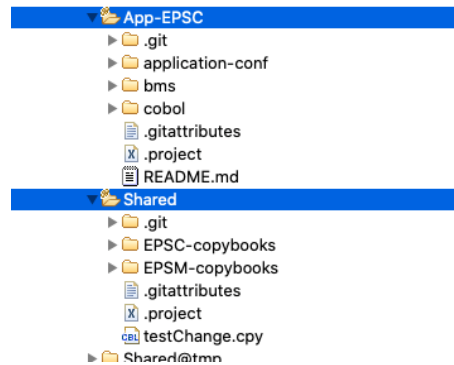 App-EPSC
.git
application-conf
bms
cobol
.gitattributes
X .project
README.md
Shared
.git
EPSC-copybooks
EPSM-copybooks
.gitattributes
X .project
CBL testChange.cpy
Shared@tmp